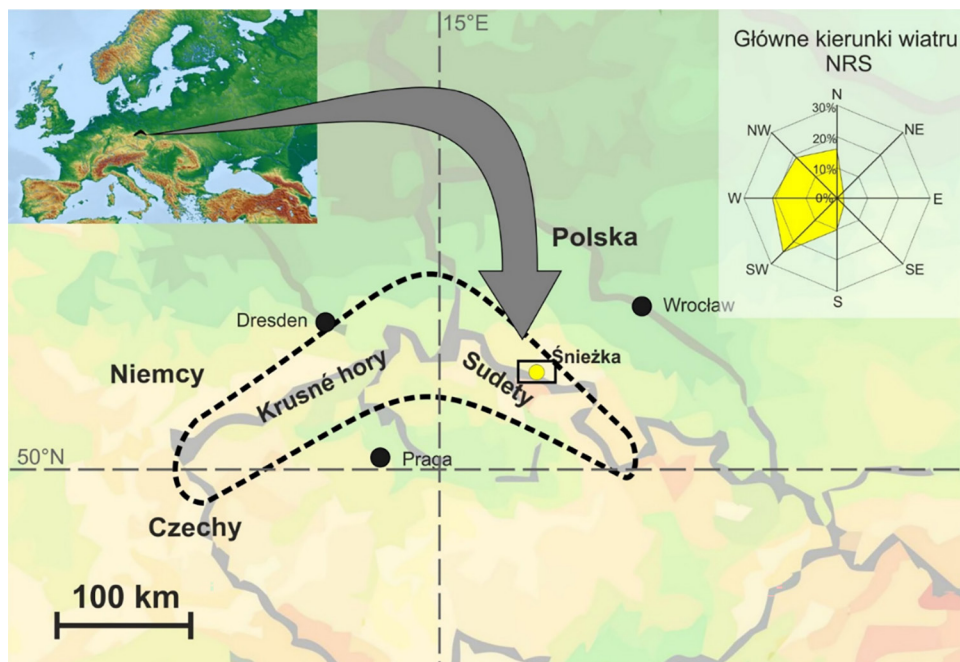 15°E
Główne kierunki wiatru
NRS
N
30%
NW
NE
20%
10%
W
0%
E
SW
SE
S
Polska
Wrocław
Dresden
Śnieżka
Niemcy
Krusné hory
Sudety
50°N
Praga
Czechy
100 km